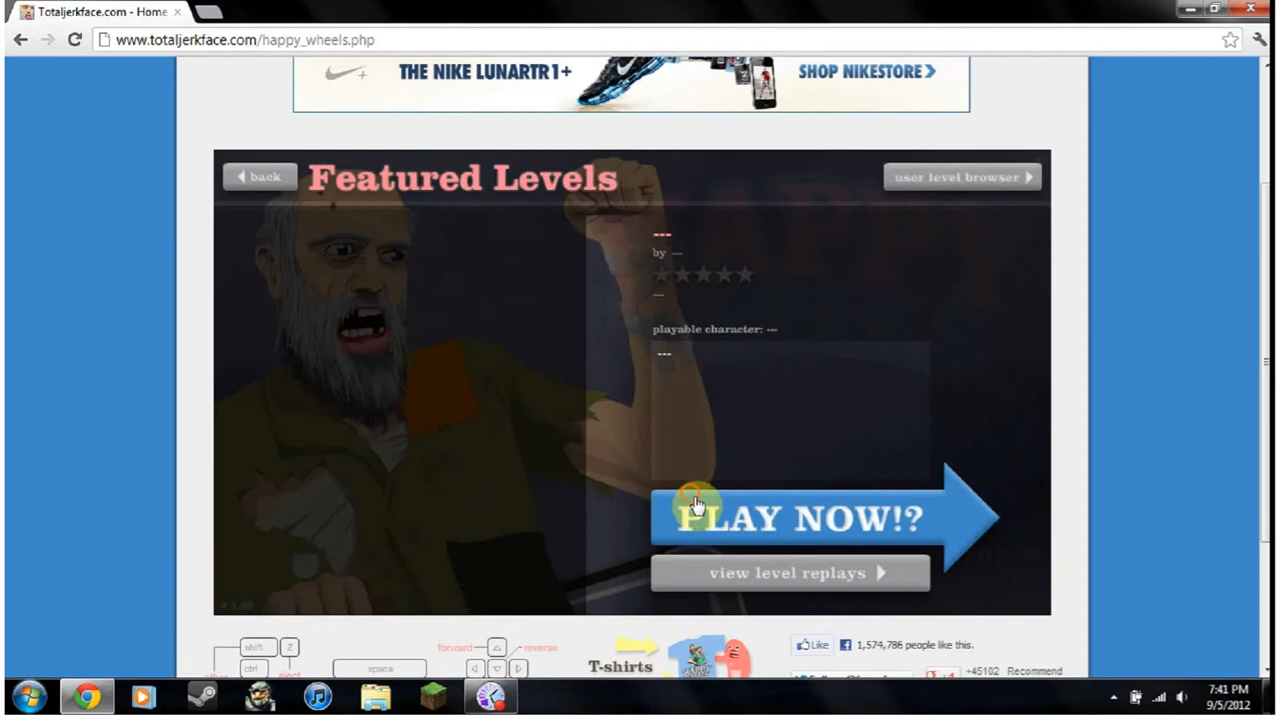 Totaljerkface.com - Home
www.totaljerkface.com/happy_wheels.php
THE NIKE LUNARTR1+
SHOP NIKESTORE
back
Featured Levels
user level browser
---
by ---
---
playable character: ---
---
PLAY NOW!?
view level replays
shift
Z
forward
reverse
ctrl
eject
space
T-shirts
Like
1,574,786 people like this.
+45102
Recommend
7:41 PM
9/5/2012